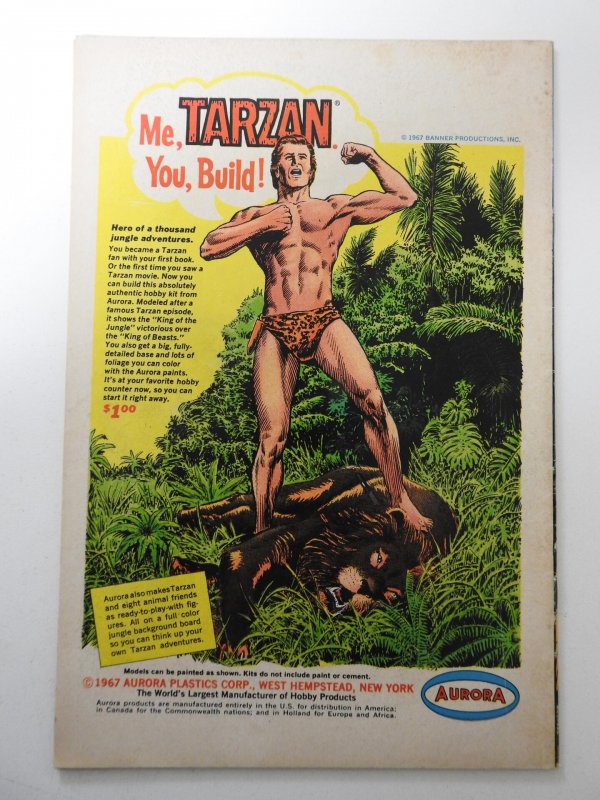 Me, TARZAN®.
You, Build!
© 1967 BANNER PRODUCTIONS, INC.
Hero of a thousand
jungle adventures.
You became a Tarzan
fan with your first book.
Or the first time you saw a
Tarzan movie. Now you
can build this absolutely
authentic hobby kit from
Aurora. Modeled after a
famous Tarzan episode,
it shows the "King of the
Jungle" victorious over
the "King of Beasts."
You also get a big, fully-
detailed base and lots of
foliage you can color
with the Aurora paints.
It's at your favorite hobby
counter now, so you can
start it right away.
$1.00
Aurora also makes Tarzan
and eight animal friends
as ready-to-play-with fig-
ures. All on a full color
jungle background board
so you can think up your
own Tarzan adventures.
Models can be painted as shown. Kits do not include paint or cement.
© 1967 AURORA PLASTICS CORP., WEST HEMPSTEAD, NEW YORK
The World's Largest Manufacturer of Hobby Products
Aurora products are manufactured entirely in the U.S. for distribution in America;
in Canada for the Commonwealth nations; and in Holland for Europe and Africa.
AURORA